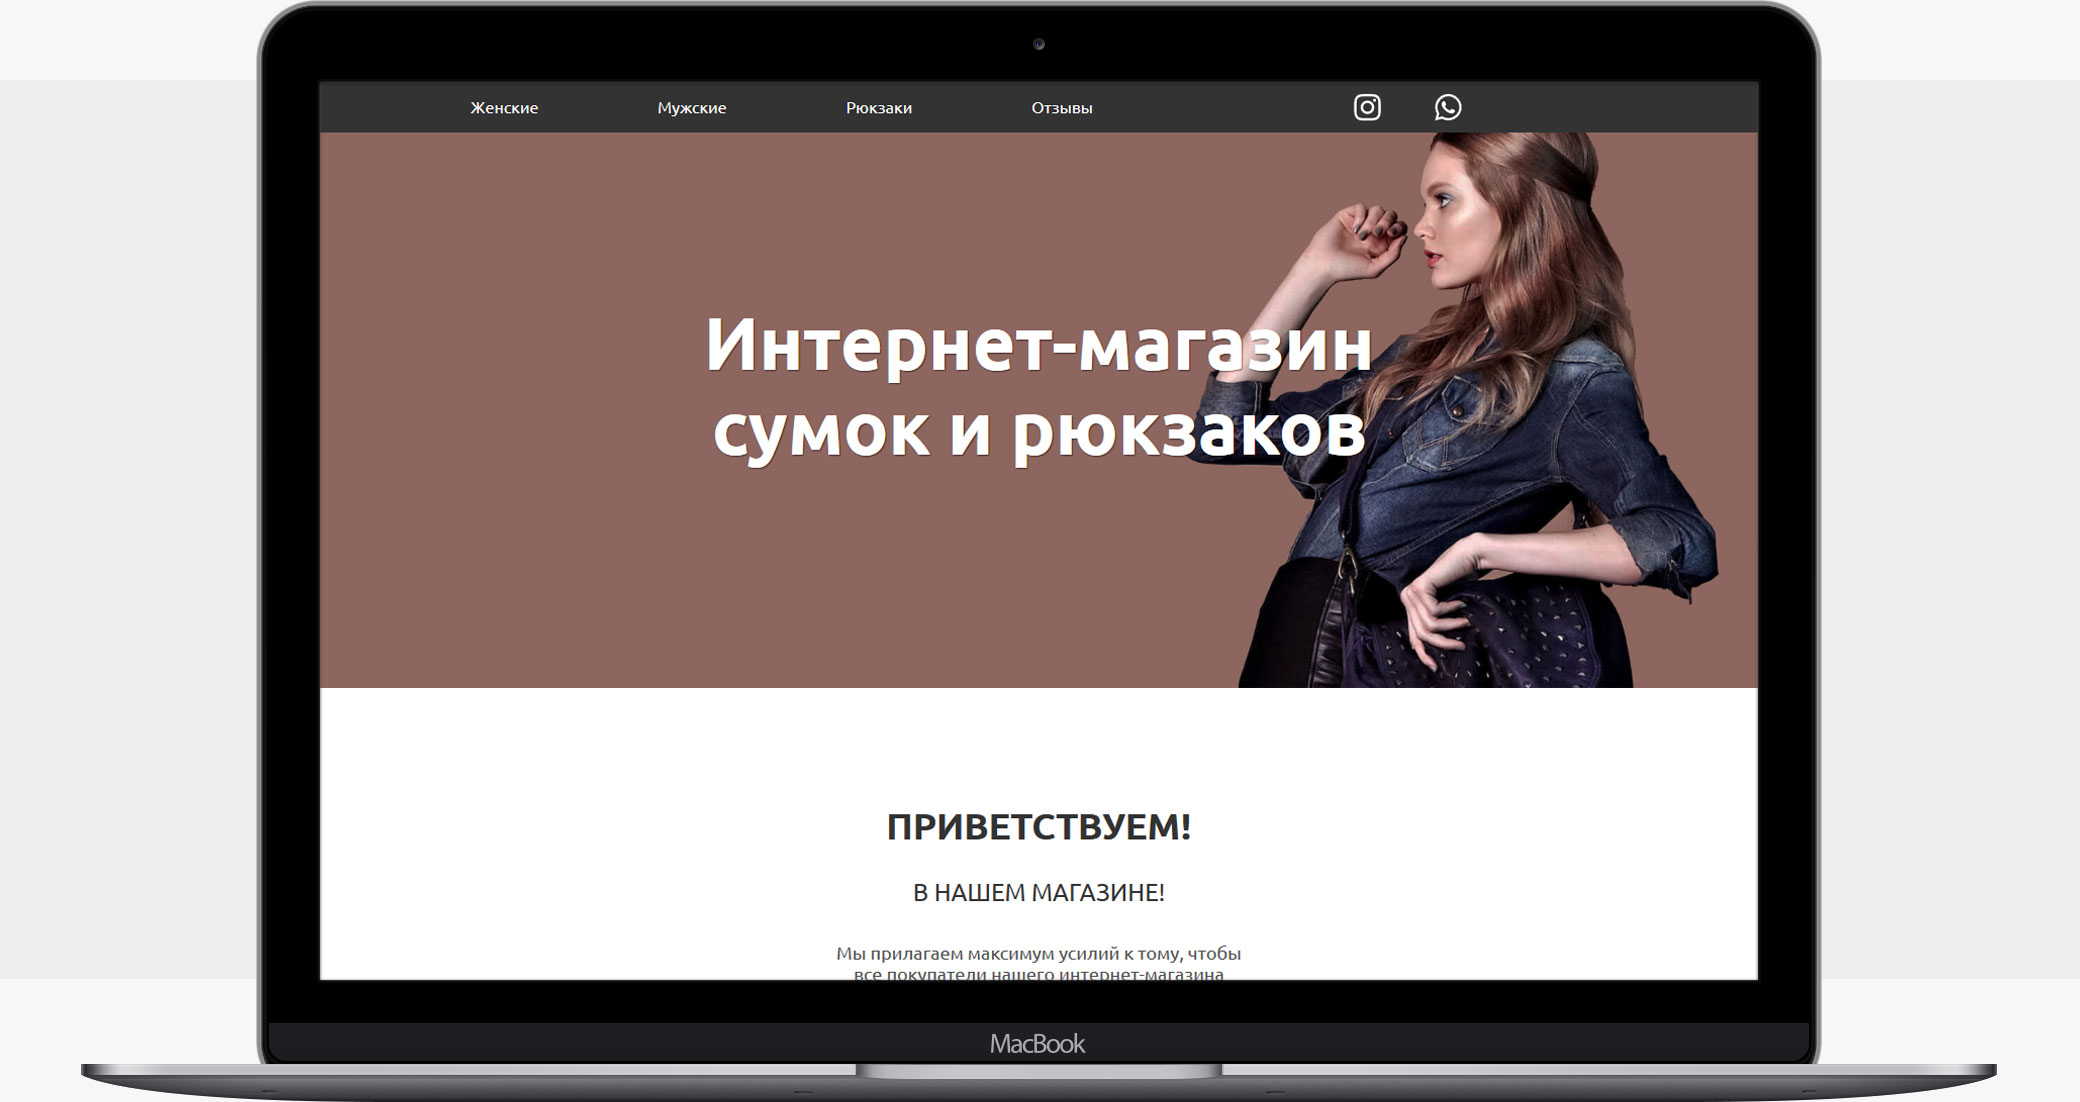 Женские Мужские Рюкзаки Отзывы
Интернет-магазин
сумок и рюкзаков
ПРИВЕТСТВУЕМ!
В НАШЕМ МАГАЗИНЕ!
Мы прилагаем максимум усилий к тому, чтобы
все покупатели нашего интернет-магазина
MacBook